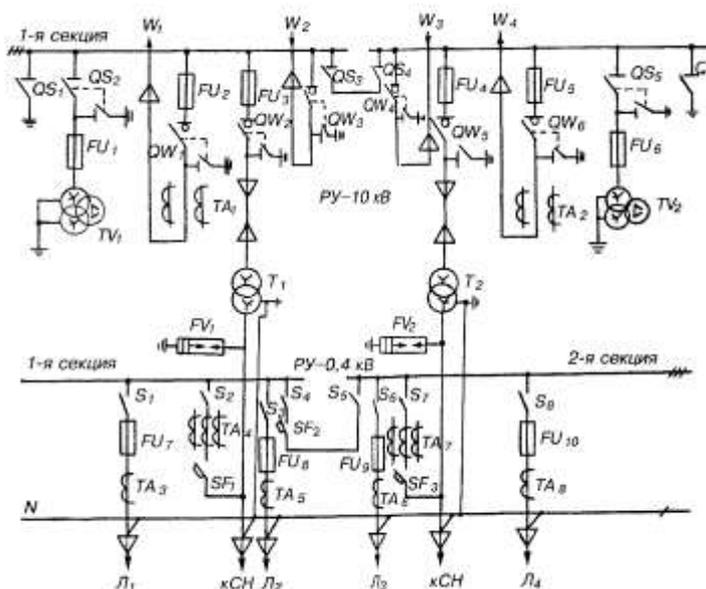 W1 W2 W3 W4
1-я секция
QS1 QS2 FU2 FU3 QS3 QS4 FU4 FU5 QS5
QW1 QW2 QW3 QW4 QW5 QW6
FU1 FU6
TV1 TA1 РУ-10 кВ TA2 TV2
T1 T2
FV1 FV2
1-я секция РУ-0,4 кВ 2-я секция
S1 S2 S3 S4 S5 S6 S7
SF2
FU7 TA4 FU8 FU9 TA7 FU10
TA3 SF1 TA5 SF3 TA8
N
Л1 кСН Л2 Л3 кСН Л4